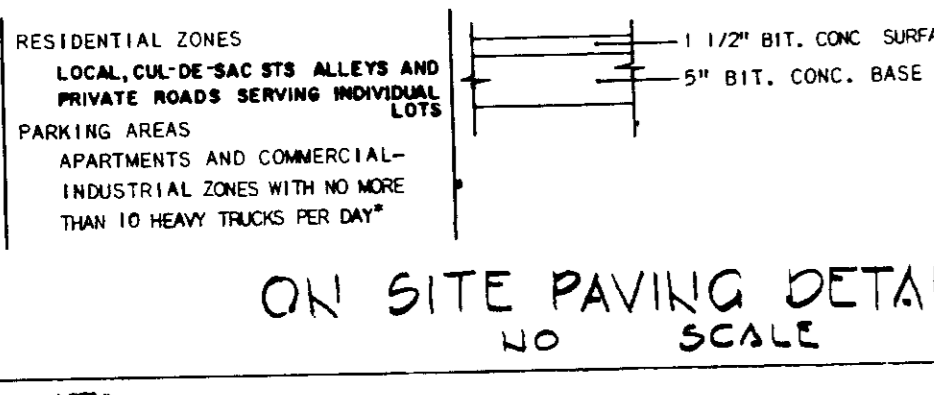 RESIDENTIAL ZONES
LOCAL, CUL-DE-SAC STS ALLEYS AND
PRIVATE ROADS SERVING INDIVIDUAL
LOTS
PARKING AREAS
APARTMENTS AND COMMERCIAL-
INDUSTRIAL ZONES WITH NO MORE
THAN 10 HEAVY TRUCKS PER DAY*
1 1/2" BIT. CONC SURFA
5" BIT. CONC. BASE
ON SITE PAVING DETAI
NO SCALE